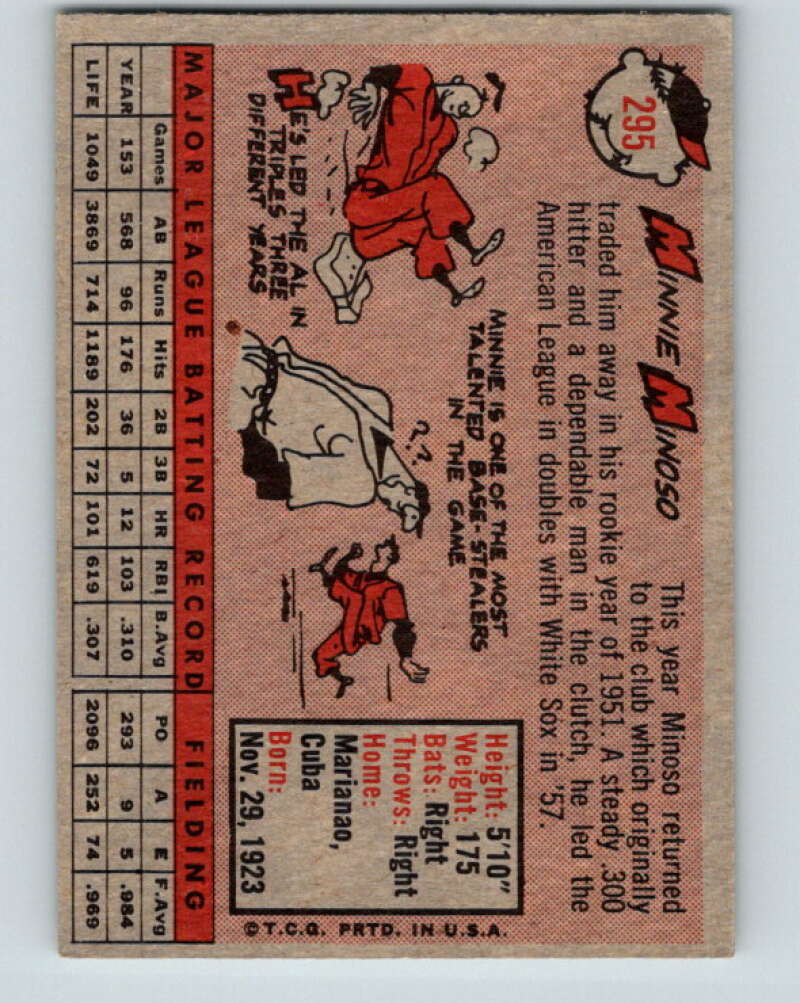 295
MINNIE MINOSO
This year Minoso returned
to the club which originally
traded him away in his rookie year of 1951. A steady .300
hitter and a dependable man in the clutch, he led the
American League in doubles with White Sox in '57.
HE'S LED THE AL IN
TRIPLES THREE
DIFFERENT YEARS
MINNIE IS ONE OF THE MOST
TALENTED BASE-STEALERS
IN THE GAME
??
Height: 5'10"
Weight: 175
Bats: Right
Throws: Right
Home:
Marianao,
Cuba
Born:
Nov. 29, 1923
©T.C.G. PRTD. IN U.S.A.
MAJOR LEAGUE BATTING RECORD FIELDING
Games AB Runs Hits 2B 3B HR RBI B.Avg PO A E F.Avg
YEAR 153 568 96 176 36 5 12 103 .310 293 9 5 .984
LIFE 1049 3869 714 1189 202 72 101 619 .307 2096 252 74 .969